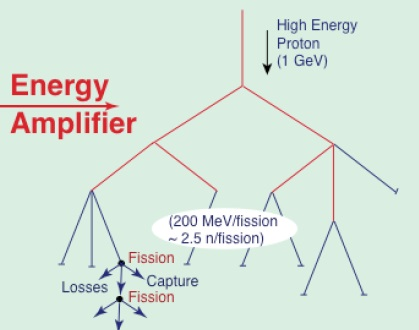 High Energy
Proton
(1 GeV)
Energy
Amplifier
(200 MeV/fission
~ 2.5 n/fission)
Fission
Losses
Capture
Fission